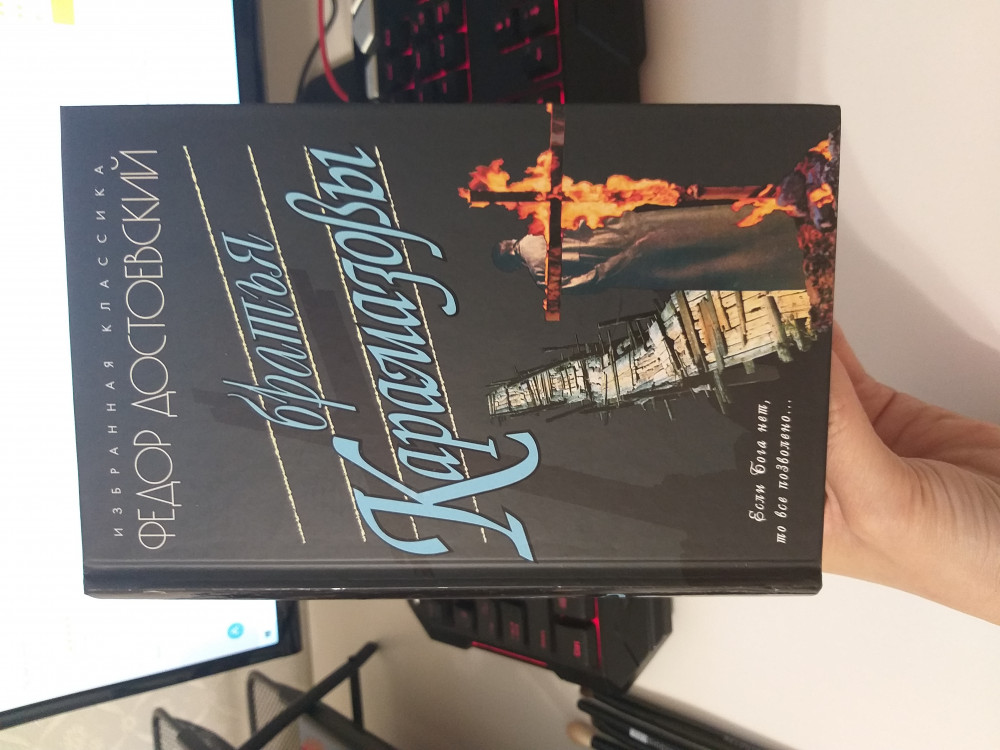 ИЗБРАННАЯ КЛАССИКА
ФЕДОР ДОСТОЕВСКИЙ
братья
Карамазовы
Если Бога нет,
то все позволено...